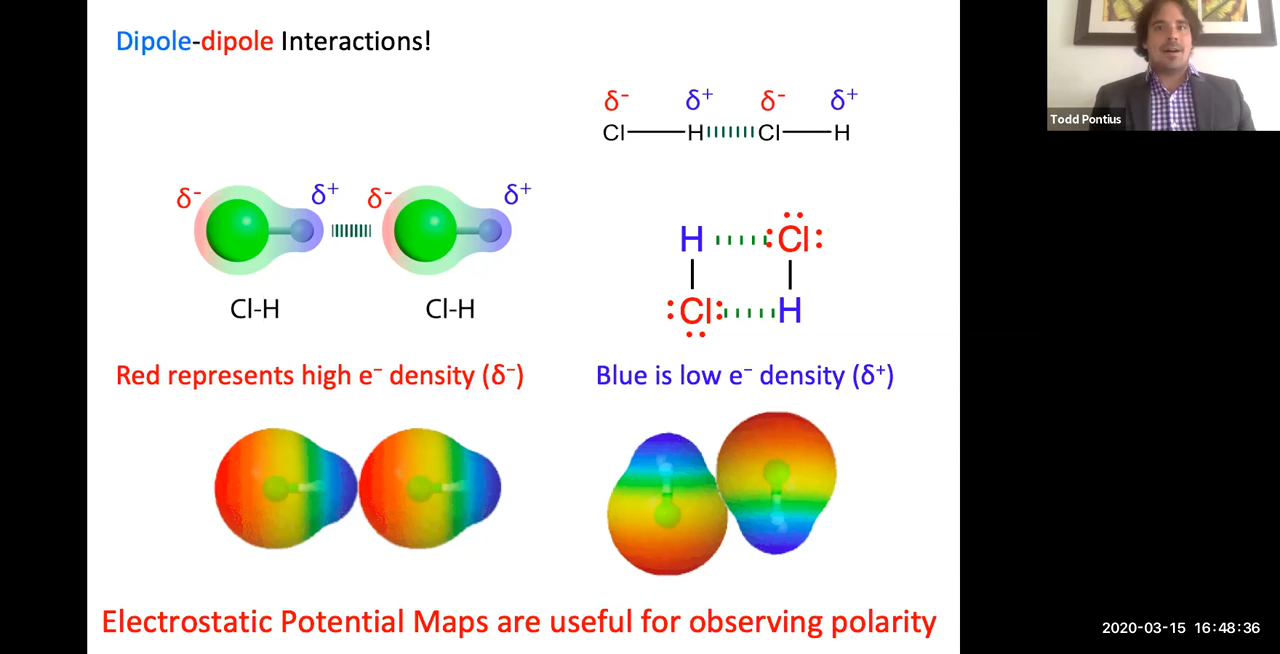 Dipole-dipole Interactions!
δ⁻ δ⁺ δ⁻ δ⁺
Cl H Cl H
Todd Pontius
δ⁻ δ⁺ δ⁻ δ⁺
H :Cl:
Cl-H Cl-H
:Cl: H
Red represents high e⁻ density (δ⁻)
Blue is low e⁻ density (δ⁺)
Electrostatic Potential Maps are useful for observing polarity
2020-03-15 16:48:36